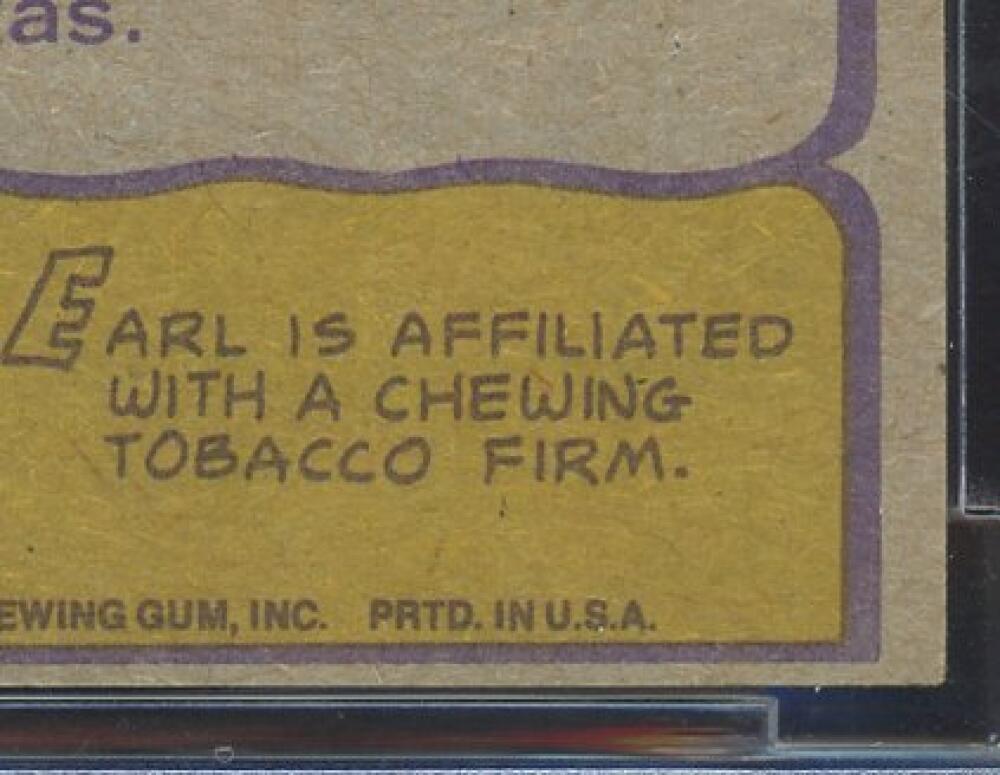 as.
EARL IS AFFILIATED
WITH A CHEWING
TOBACCO FIRM.
EWING GUM, INC. PRTD. IN U.S.A.